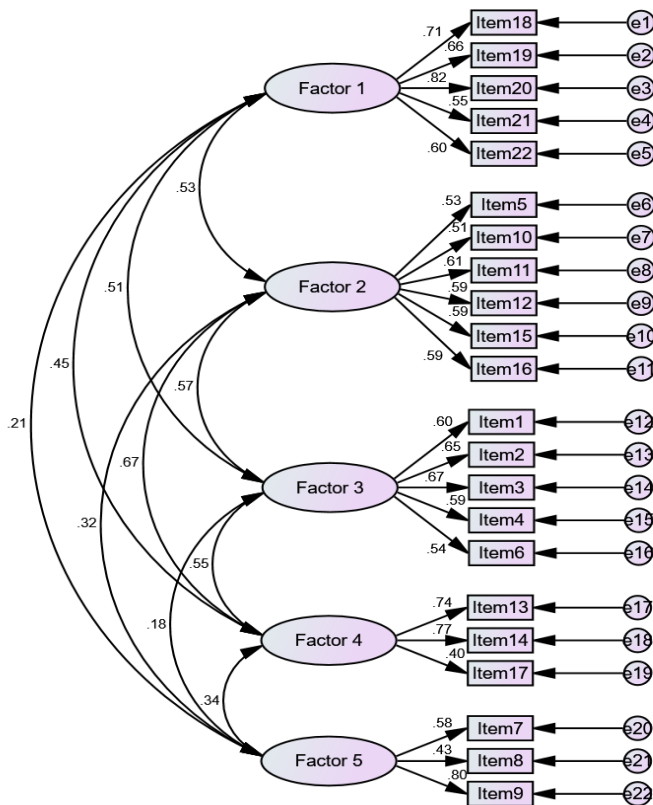 .71 Item18 e1
.66 Item19 e2
Factor 1 .82 Item20 e3
.55 Item21 e4
.60 Item22 e5
.53
.53 Item5 e6
.51 Item10 e7
.61 Item11 e8
Factor 2 .59 Item12 e9
.51
.59 Item15 e10
.59 Item16 e11
.45
.57
.21
.60 Item1 e12
.65 Item2 e13
.67
Factor 3 .67 Item3 e14
.59 Item4 e15
.32
.54 Item6 e16
.55
.74 Item13 e17
.18
Factor 4 .77 Item14 e18
.40 Item17 e19
.34
.58 Item7 e20
Factor 5 .43 Item8 e21
.80 Item9 e22